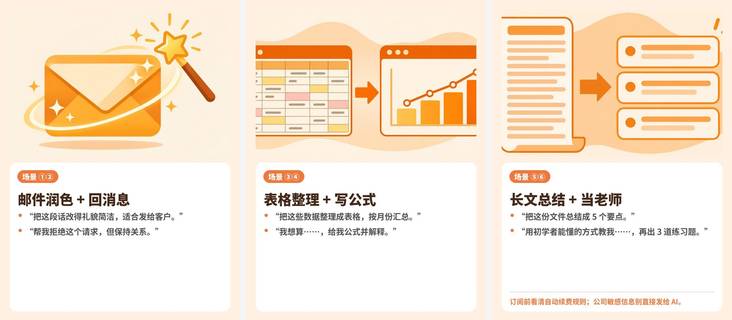 场景 ①②
邮件润色 + 回消息
• “把这段话改得礼貌简洁，适合发给客户。”
• “帮我拒绝这个请求，但保持关系。”
场景 ③④
表格整理 + 写公式
• “把这些数据整理成表格，按月份汇总。”
• “我想算……，给我公式并解释。”
场景 ⑤⑥
长文总结 + 当老师
• “把这份文件总结成 5 个要点。”
• “用初学者能懂的方式教我……，再出 3 道练习题。”
订阅前看清自动续费规则；公司敏感信息别直接发给 AI。